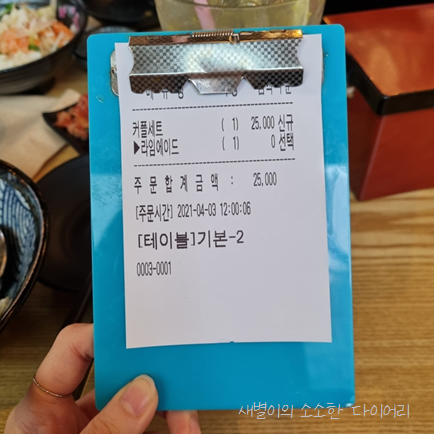 커플세트 ( 1) 25,000 신규
▶라임에이드 ( 1) 0 선택
주 문 합 계 금 액 : 25,000
[주문시간] 2021-04-03 12:00:06
[테이블]기본-2
0003-0001
새별이의 소소한 다이어리